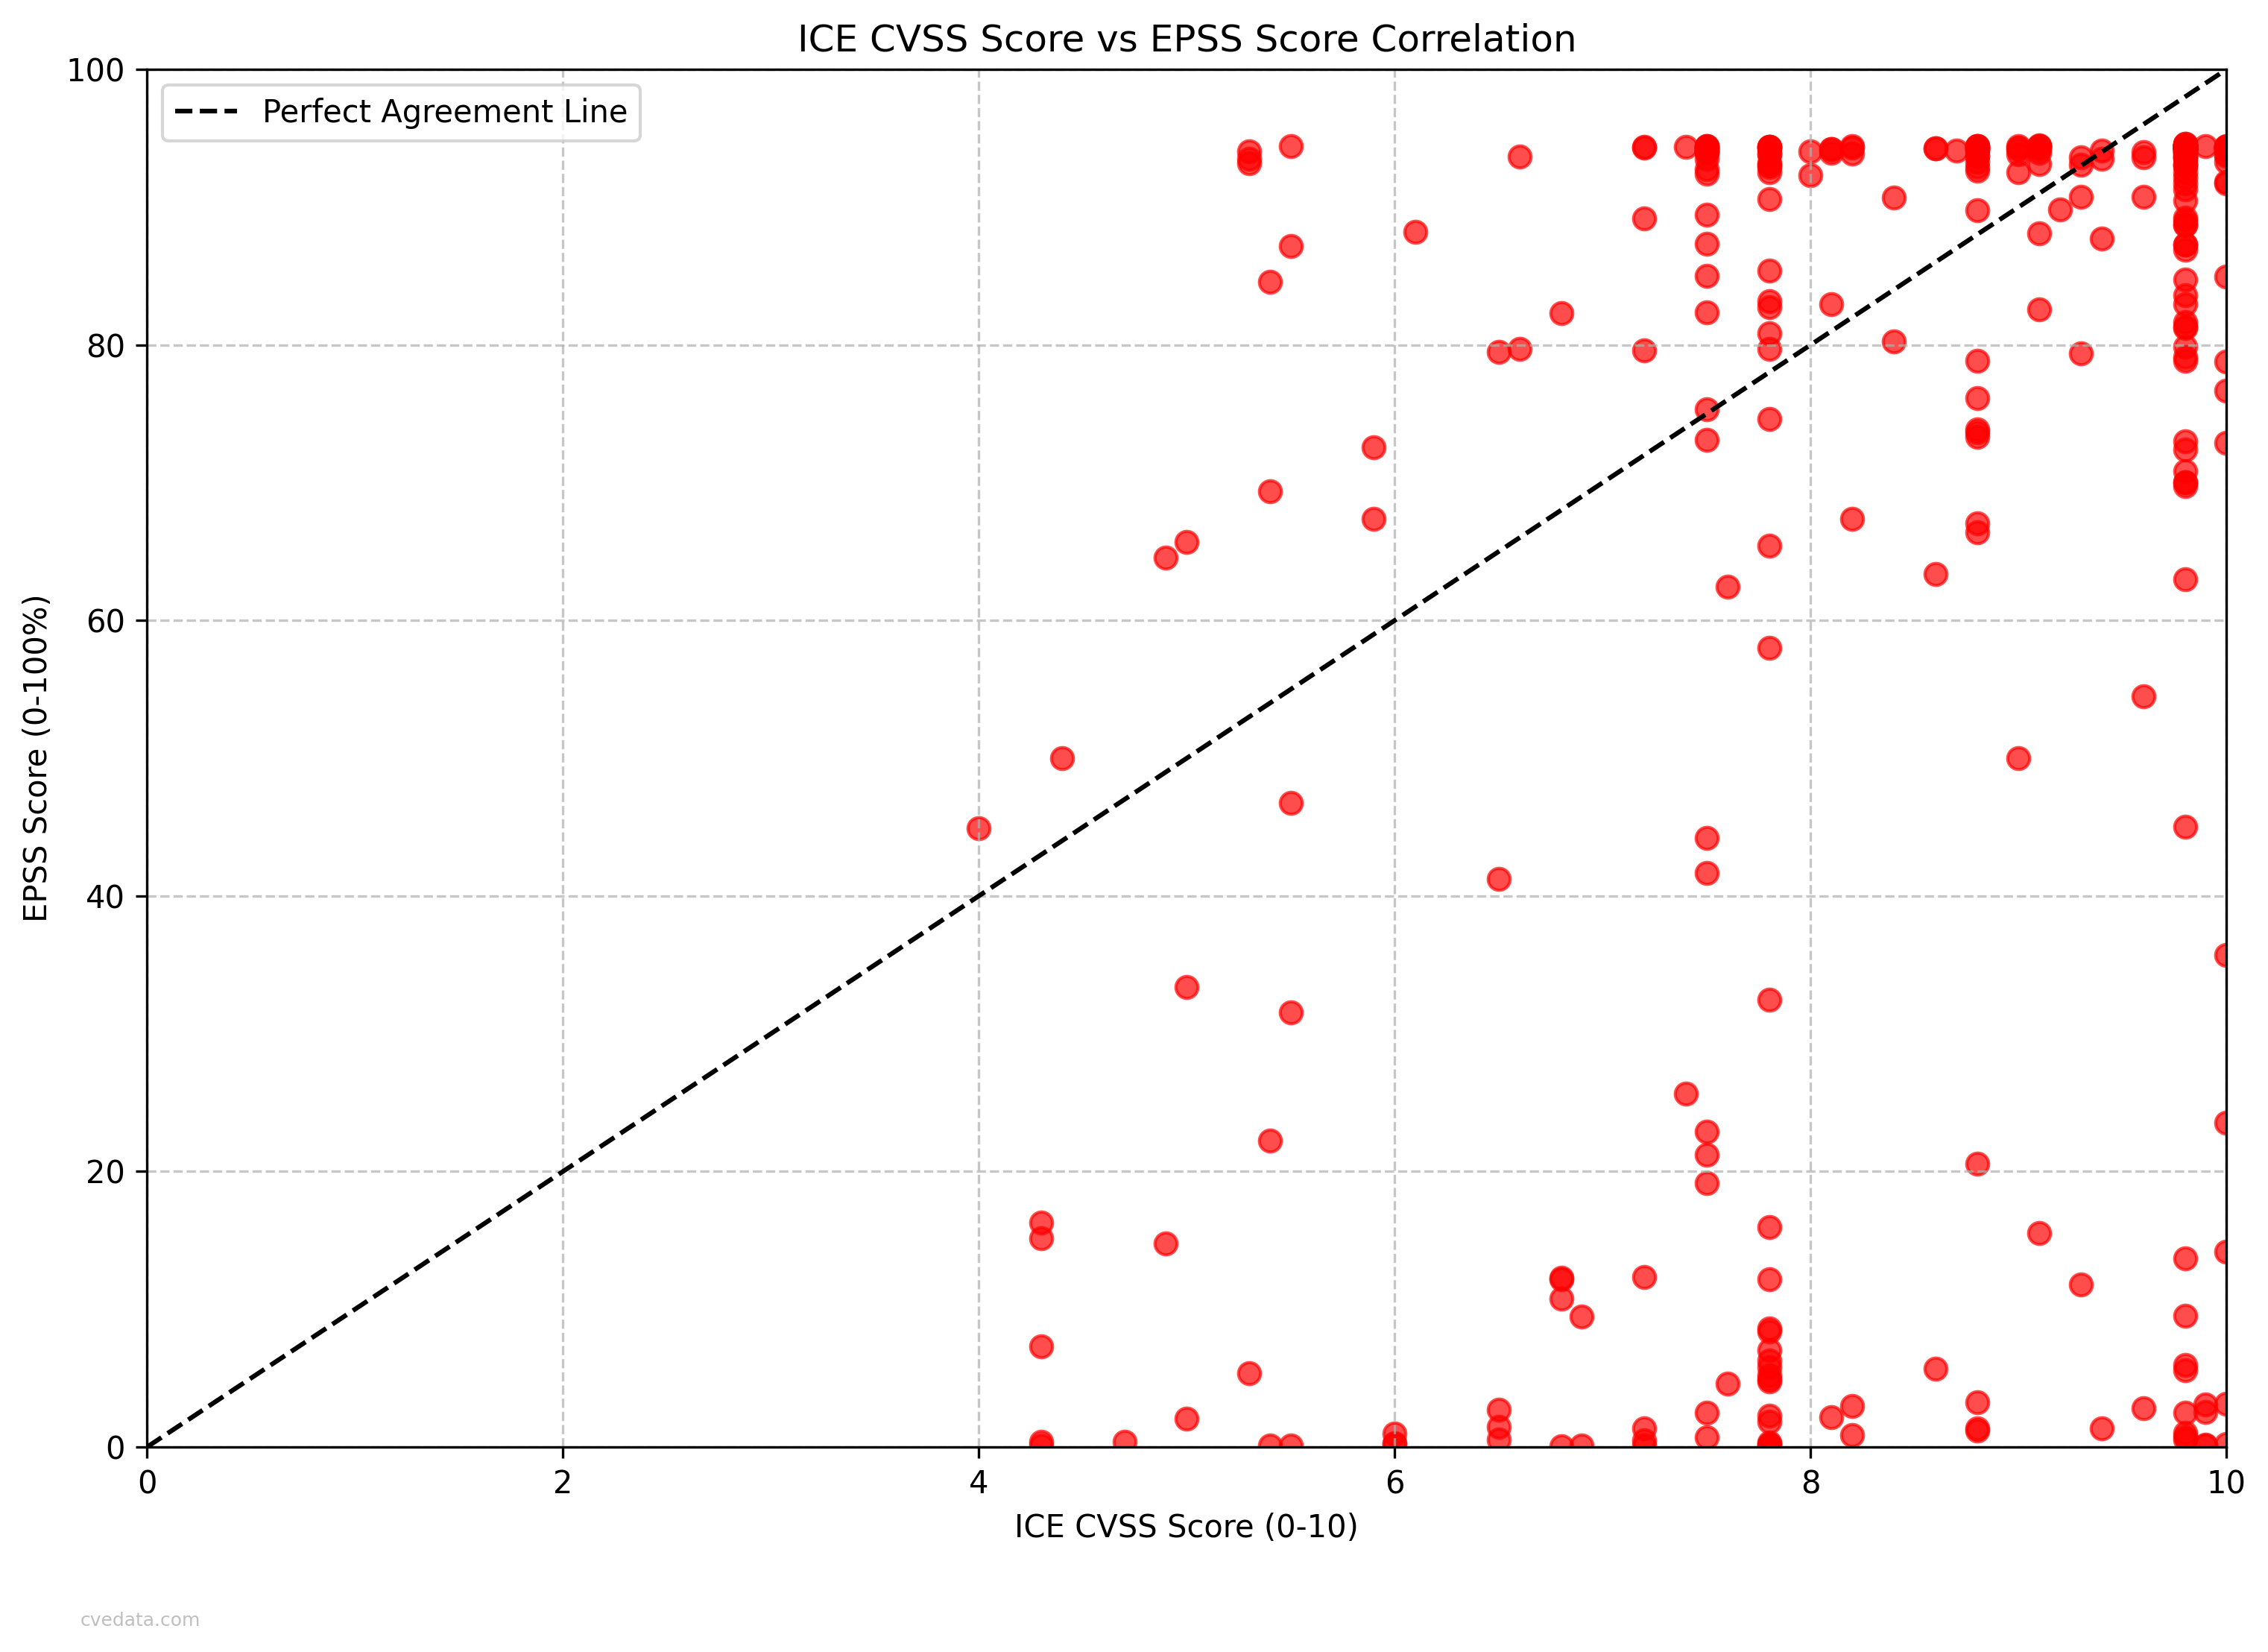 ICE CVSS Score vs EPSS Score Correlation
Perfect Agreement Line
100
80
60
40
20
0
EPSS Score (0-100%)
0 2 4 6 8 10
ICE CVSS Score (0-10)
cvedata.com